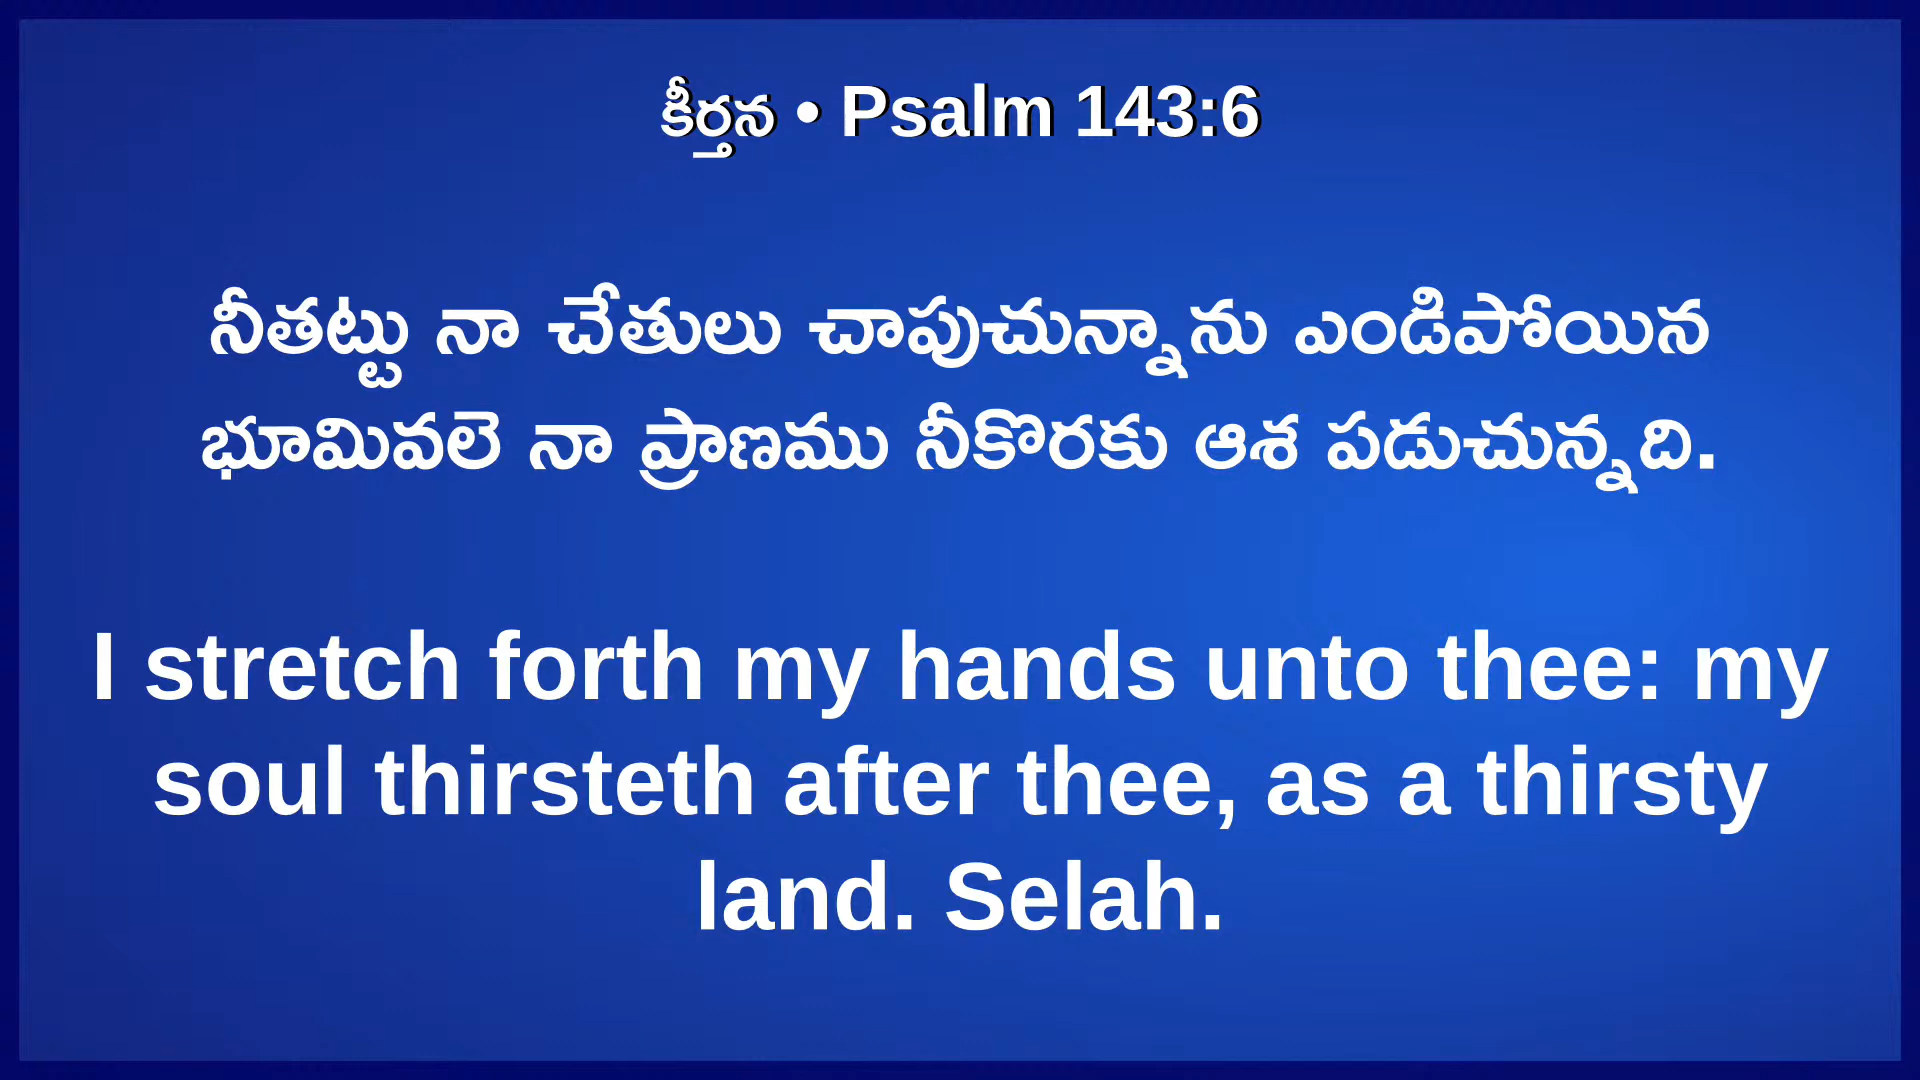 కీర్తన • Psalm 143:6
నీతట్టు నా చేతులు చాపుచున్నాను ఎండిపోయిన
భూమివలె నా ప్రాణము నీకొరకు ఆశ పడుచున్నది.
I stretch forth my hands unto thee: my
soul thirsteth after thee, as a thirsty
land. Selah.